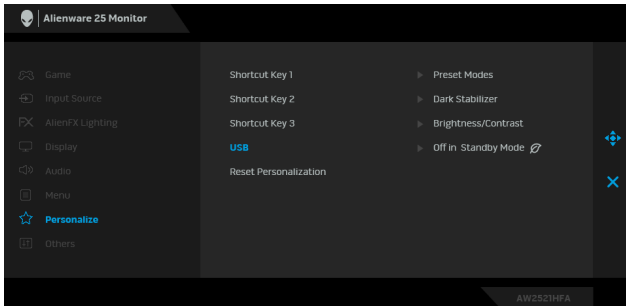 Alienware 25 Monitor
Game
Input Source
FX AlienFX Lighting
Display
Audio
Menu
Personalize
Others
Shortcut Key 1 Preset Modes
Shortcut Key 2 Dark Stabilizer
Shortcut Key 3 Brightness/Contrast
USB Off in Standby Mode
Reset Personalization
AW2521HFA